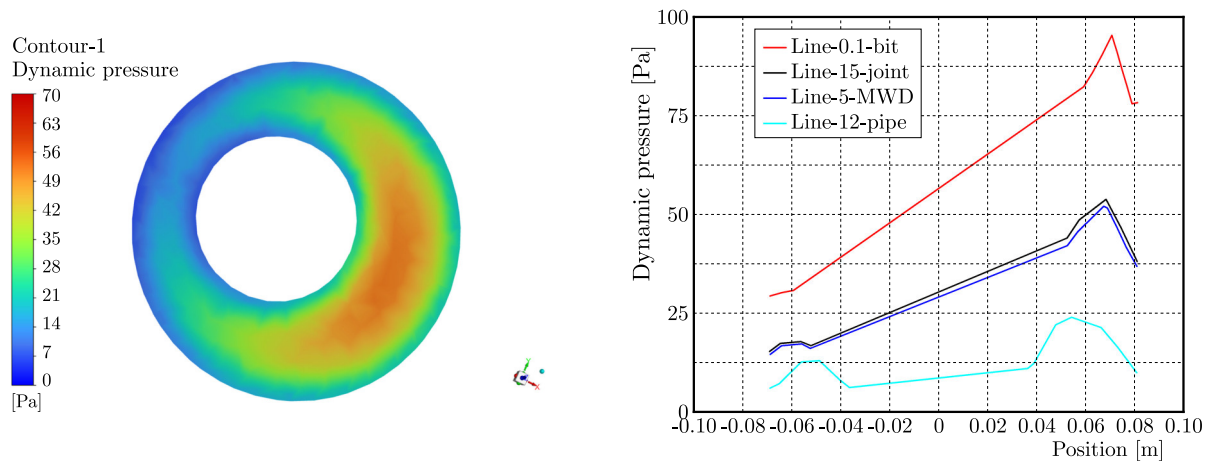 Contour-1
Dynamic pressure
70
63
56
49
42
35
28
21
14
7
0
[Pa]
Y
X
Dynamic pressure [Pa]
100
75
50
25
0
Line-0.1-bit
Line-15-joint
Line-5-MWD
Line-12-pipe
-0.10 -0.08 -0.06 -0.04 -0.02 0 0.02 0.04 0.06 0.08 0.10
Position [m]